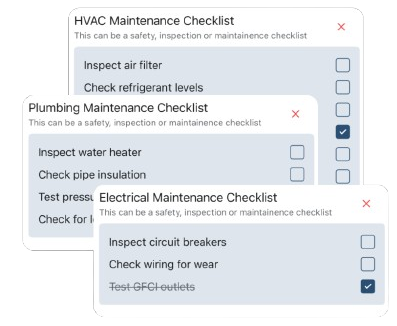 HVAC Maintenance Checklist
This can be a safety, inspection or maintainence checklist
Inspect air filter
Check refrigerant levels
Plumbing Maintenance Checklist
This can be a safety, inspection or maintainence checklist
Inspect water heater
Check pipe insulation
Test
Check for
Electrical Maintenance Checklist
This can be a safety, inspection or maintainence checklist
Inspect circuit breakers
Check wiring for wear
Test GFCI outlets